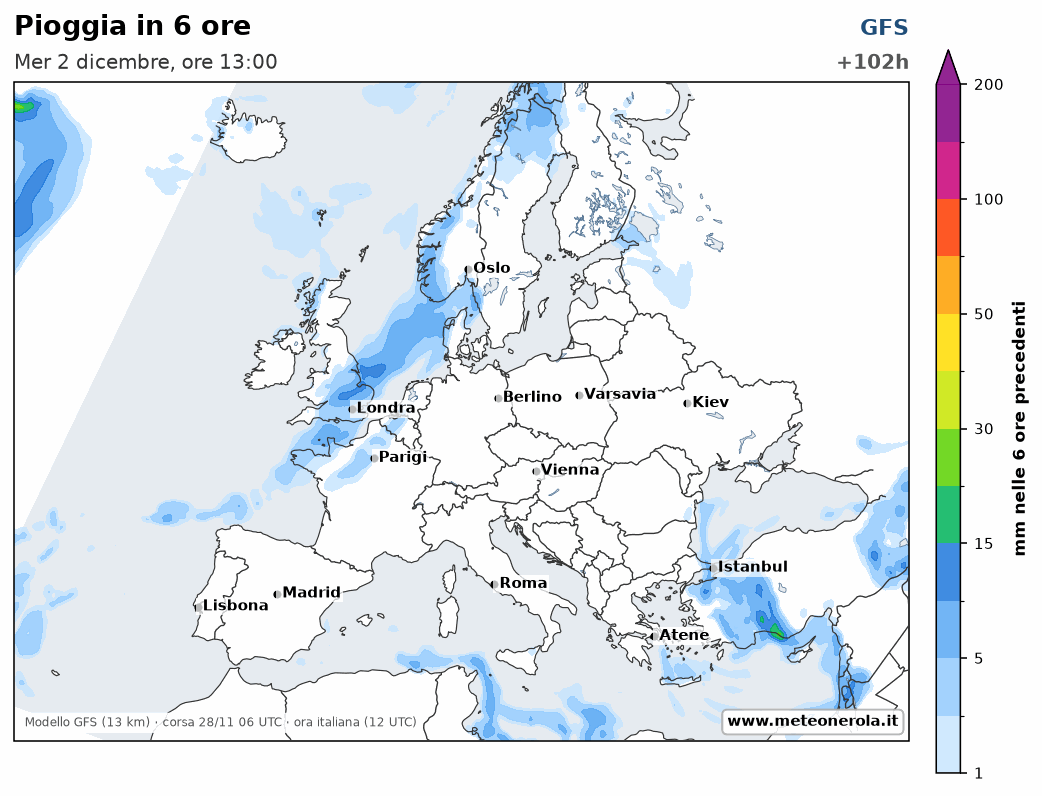 Pioggia in 6 ore
GFS
Mer 2 dicembre, ore 13:00
+102h
200
100
50
30
15
5
1
mm nelle 6 ore precedenti
Oslo
Berlino
Varsavia
Kiev
Londra
Parigi
Vienna
Istanbul
Roma
Madrid
Lisbona
Atene
Modello GFS (13 km) · corsa 28/11 06 UTC · ora italiana (12 UTC)
www.meteonerola.it